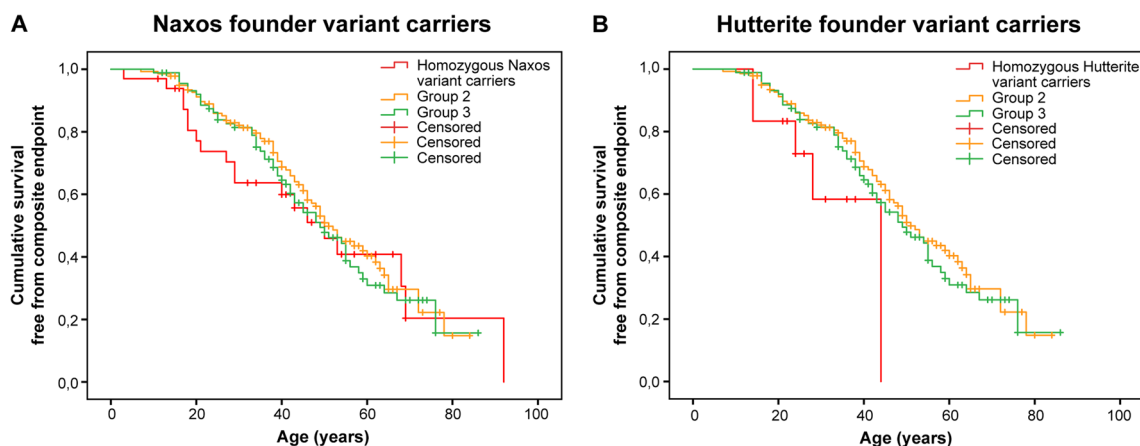 A
Naxos founder variant carriers
Cumulative survival
free from composite endpoint
1,0
0,8
0,6
0,4
0,2
0,0
Homozygous Naxos
variant carriers
Group 2
Group 3
Censored
Censored
Censored
0
20
40
60
80
100
Age (years)
B
Hutterite founder variant carriers
Cumulative survival
free from composite endpoint
1,0
0,8
0,6
0,4
0,2
0,0
Homozygous Hutterite
variant carriers
Group 2
Group 3
Censored
Censored
Censored
0
20
40
60
80
100
Age (years)